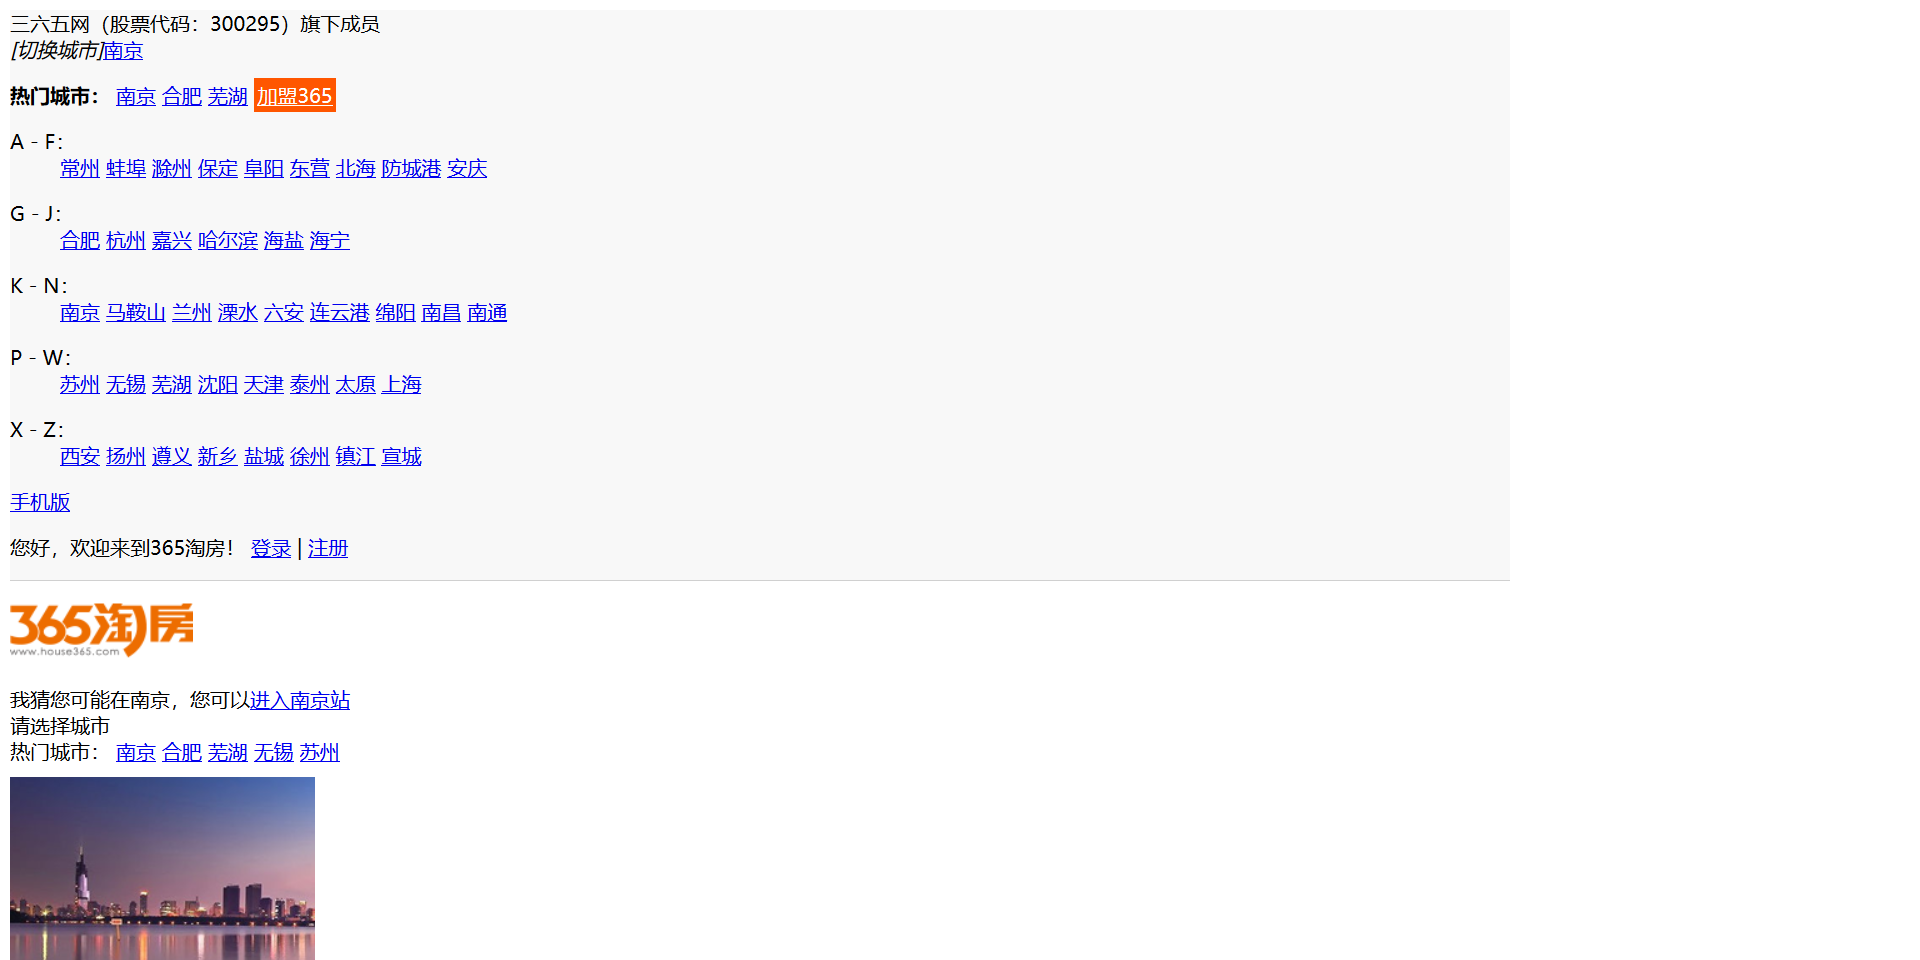 三六五网（股票代码：300295）旗下成员
[切换城市]南京
热门城市： 南京 合肥 芜湖 加盟365
A - F：
常州 蚌埠 滁州 保定 阜阳 东营 北海 防城港 安庆
G - J：
合肥 杭州 嘉兴 哈尔滨 海盐 海宁
K - N：
南京 马鞍山 兰州 溧水 六安 连云港 绵阳 南昌 南通
P - W：
苏州 无锡 芜湖 沈阳 天津 泰州 太原 上海
X - Z：
西安 扬州 遵义 新乡 盐城 徐州 镇江 宣城
手机版
您好，欢迎来到365淘房！ 登录 | 注册
365淘房
www.house365.com
我猜您可能在南京，您可以进入南京站
请选择城市
热门城市： 南京 合肥 芜湖 无锡 苏州